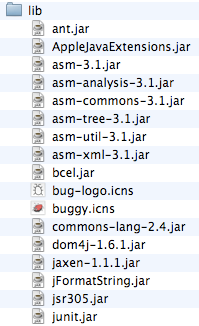 lib
ant.jar
AppleJavaExtensions.jar
asm-3.1.jar
asm-analysis-3.1.jar
asm-commons-3.1.jar
asm-tree-3.1.jar
asm-util-3.1.jar
asm-xml-3.1.jar
bcel.jar
bug-logo.icns
buggy.icns
commons-lang-2.4.jar
dom4j-1.6.1.jar
jaxen-1.1.1.jar
jFormatString.jar
jsr305.jar
junit.jar